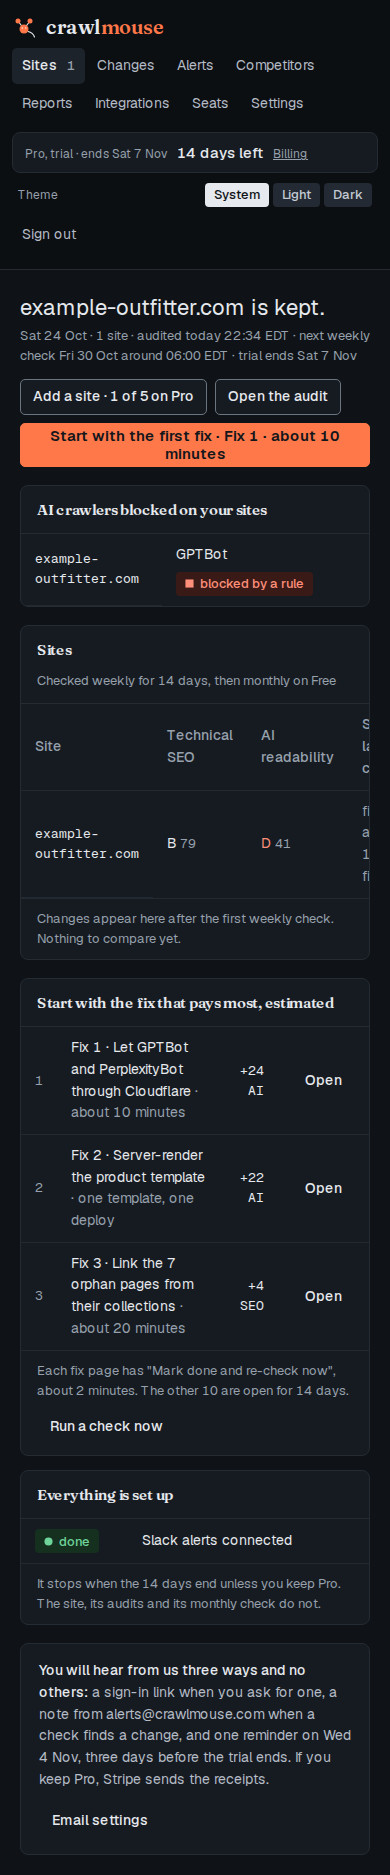 crawlmouse
Sites 1 Changes Alerts Competitors
Reports Integrations Seats Settings
Pro, trial · ends Sat 7 Nov 14 days left Billing
Theme System Light Dark
Sign out
example-outfitter.com is kept.
Sat 24 Oct · 1 site · audited today 22:34 EDT · next weekly
check Fri 30 Oct around 06:00 EDT · trial ends Sat 7 Nov
Add a site · 1 of 5 on Pro Open the audit
Start with the first fix · Fix 1 · about 10
minutes
AI crawlers blocked on your sites
example-
outfitter.com
GPTBot
blocked by a rule
Sites
Checked weekly for 14 days, then monthly on Free
Site
Technical
SEO
AI
readability
example-
outfitter.com
B 79
D 41
Changes appear here after the first weekly check.
Nothing to compare yet.
Start with the fix that pays most, estimated
1
Fix 1 · Let GPTBot
and PerplexityBot
through Cloudflare ·
about 10 minutes
+24
AI
Open
2
Fix 2 · Server-render
the product template
· one template, one
deploy
+22
AI
Open
3
Fix 3 · Link the 7
orphan pages from
their collections ·
about 20 minutes
+4
SEO
Open
Each fix page has "Mark done and re-check now",
about 2 minutes. The other 10 are open for 14 days.
Run a check now
Everything is set up
done Slack alerts connected
It stops when the 14 days end unless you keep Pro.
The site, its audits and its monthly check do not.
You will hear from us three ways and no
others: a sign-in link when you ask for one, a
note from alerts@crawlmouse.com when a
check finds a change, and one reminder on Wed
4 Nov, three days before the trial ends. If you
keep Pro, Stripe sends the receipts.
Email settings